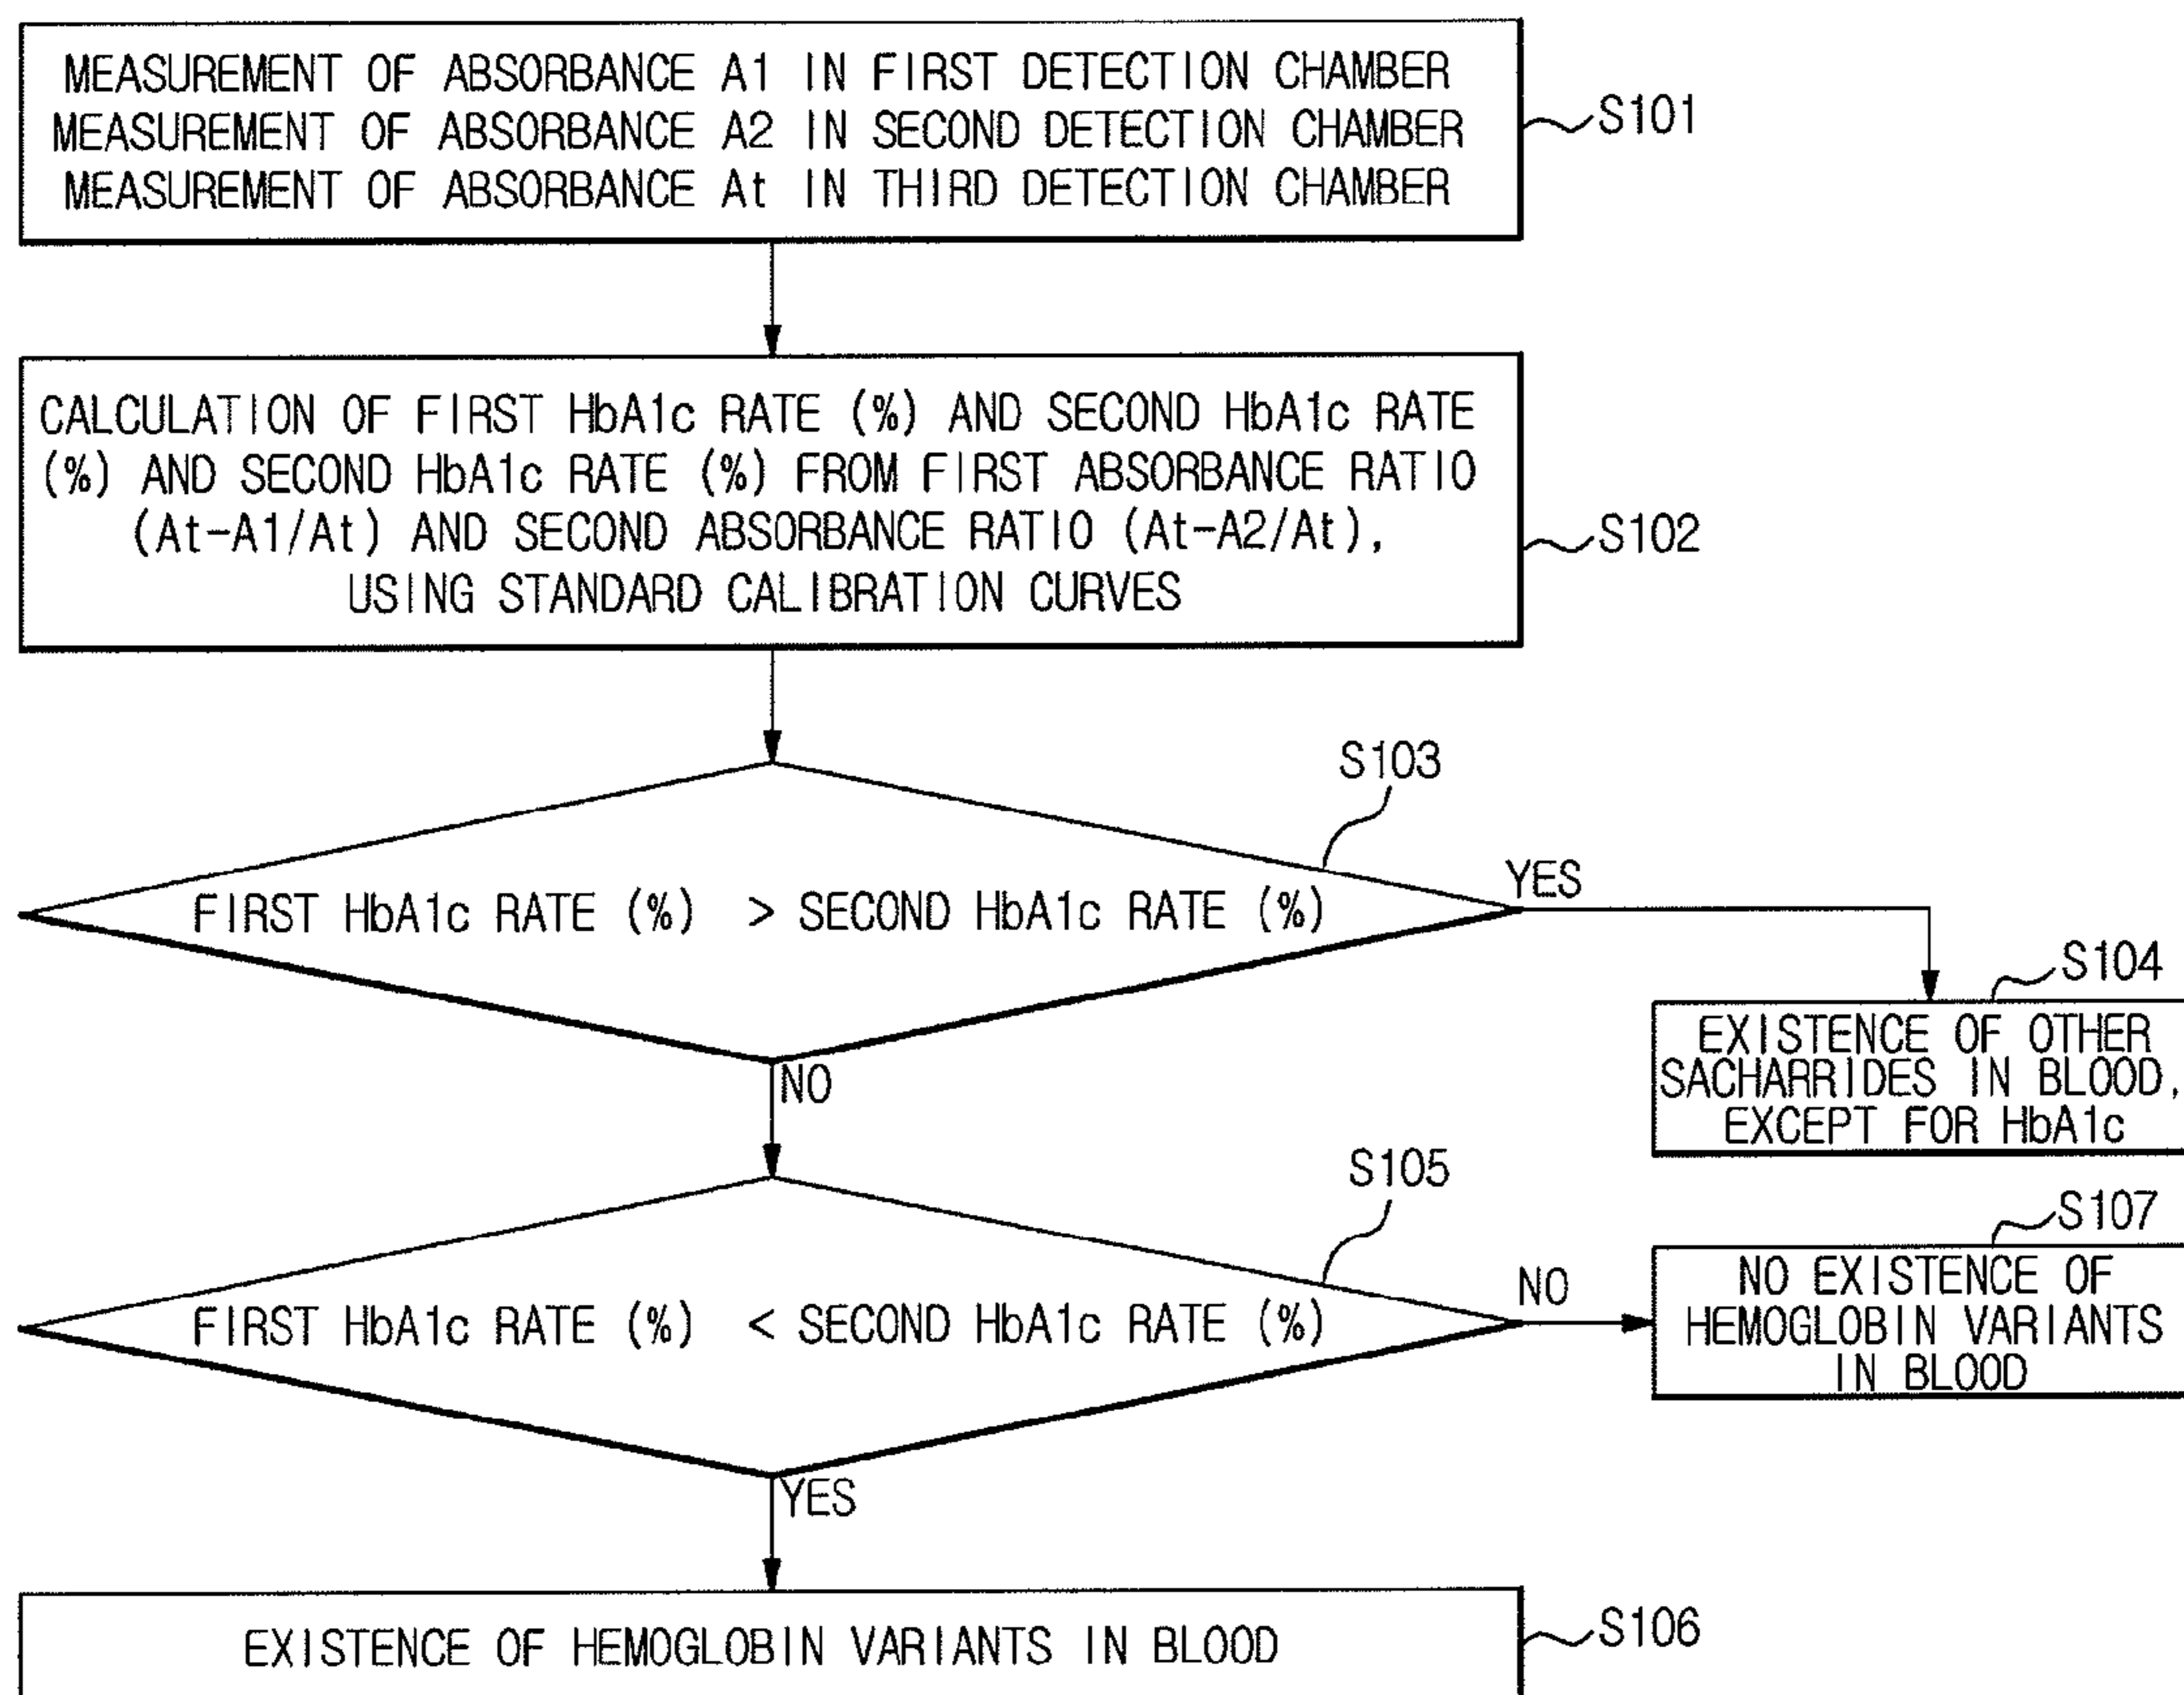 MEASUREMENT OF ABSORBANCE A1 IN FIRST DETECTION CHAMBER
MEASUREMENT OF ABSORBANCE A2 IN SECOND DETECTION CHAMBER
MEASUREMENT OF ABSORBANCE At IN THIRD DETECTION CHAMBER
S101
CALCULATION OF FIRST HbA1c RATE (%) AND SECOND HbA1c RATE
(%) AND SECOND HbA1c RATE (%) FROM FIRST ABSORBANCE RATIO
(At-A1/At) AND SECOND ABSORBANCE RATIO (At-A2/At),
USING STANDARD CALIBRATION CURVES
S102
S103
FIRST HbA1c RATE (%) > SECOND HbA1c RATE (%)
YES
S104
EXISTENCE OF OTHER
SACHARRIDES IN BLOOD,
EXCEPT FOR HbA1c
NO
S105
FIRST HbA1c RATE (%) < SECOND HbA1c RATE (%)
NO
S107
NO EXISTENCE OF
HEMOGLOBIN VARIANTS
IN BLOOD
YES
EXISTENCE OF HEMOGLOBIN VARIANTS IN BLOOD
S106